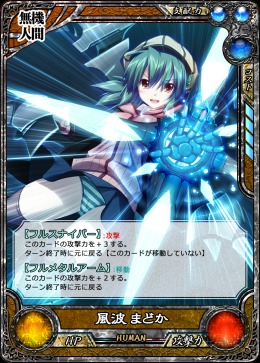 無機
人間
【フルスナイパー】:攻撃
このカードの攻撃力を+3する。
ターン終了時に元に戻る【このカードが移動していない】
【フルメタルアーム】:移動
このカードの攻撃力を+2する。
ターン終了時に元に戻る
風波 まどか
HP
HUMAN
攻撃力